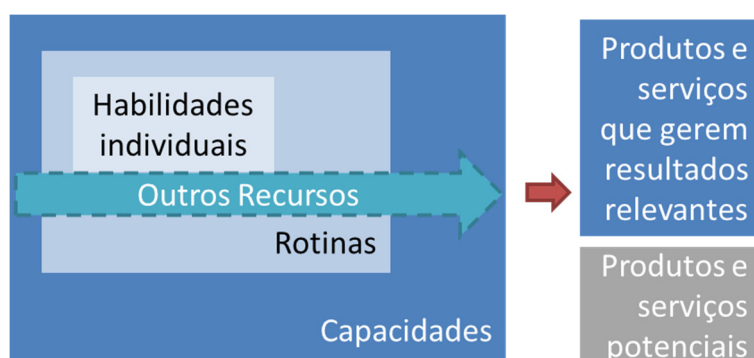 Habilidades
individuais
Outros Recursos
Rotinas
Capacidades
Produtos e
serviços
que gerem
resultados
relevantes
Produtos e
serviços
potenciais